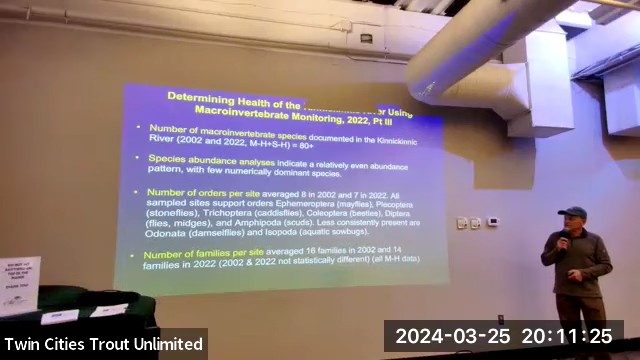 Determining Health of the Kinnickinnic River Using
Macroinvertebrate Monitoring, 2022, Pt III
• Number of macroinvertebrate species documented in the Kinnickinnic
River (2002 and 2022, M-H+S-H) = 80+
• Species abundance analyses indicate a relatively even abundance
pattern, with few numerically dominant species.
• Number of orders per site averaged 8 in 2002 and 7 in 2022. All
sampled sites support orders Ephemeroptera (mayflies), Plecoptera
(stoneflies), Trichoptera (caddisflies), Coleoptera (beetles), Diptera
(flies, midges), and Amphipoda (scuds). Less consistently present are
Odonata (damselflies) and Isopoda (aquatic sowbugs).
• Number of families per site averaged 16 families in 2002 and 14
families in 2022 (2002 & 2022 not statistically different) (all M-H data)
Twin Cities Trout Unlimited
2024-03-25 20:11:25